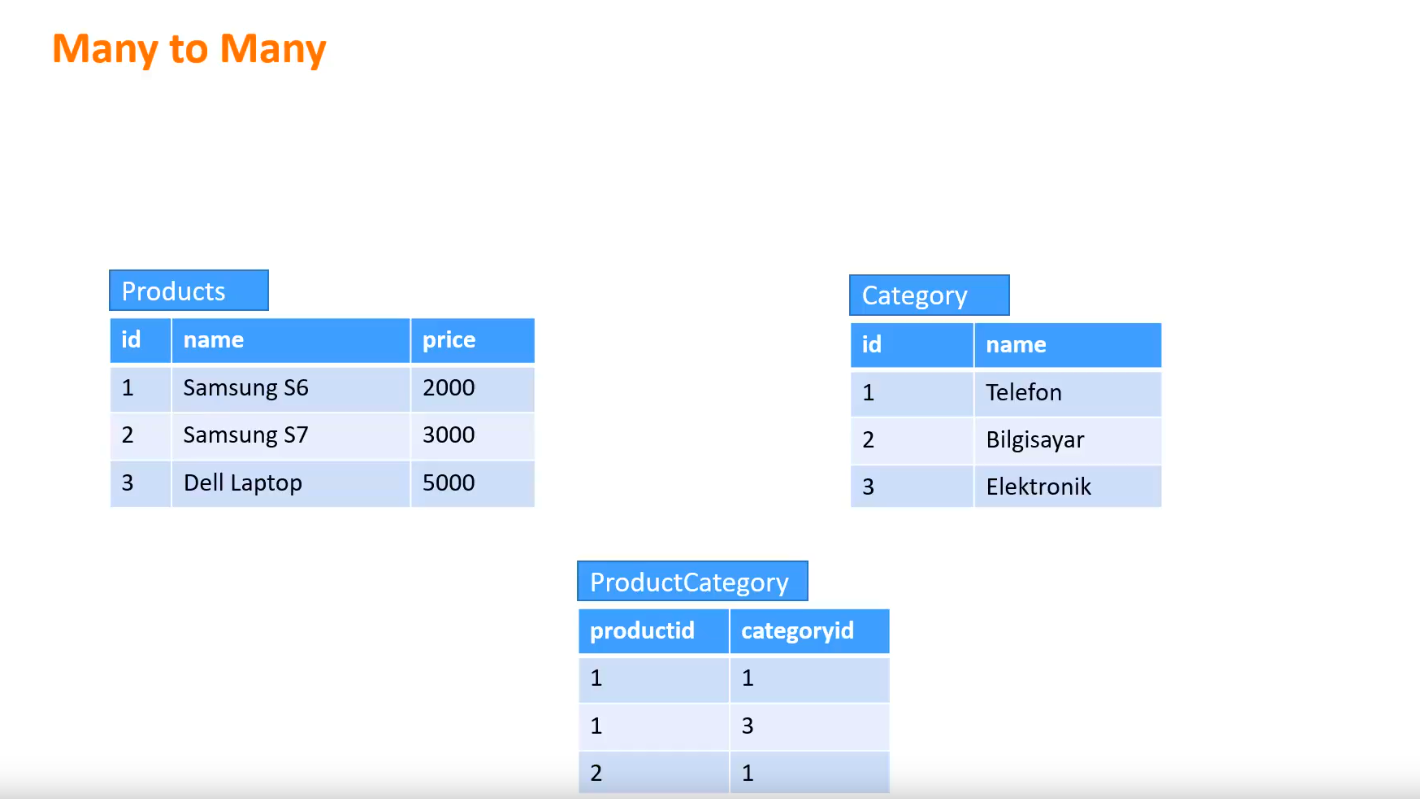 Many to Many
Products
id name price
1 Samsung S6 2000
2 Samsung S7 3000
3 Dell Laptop 5000
Category
id name
1 Telefon
2 Bilgisayar
3 Elektronik
ProductCategory
productid categoryid
1 1
1 3
2 1